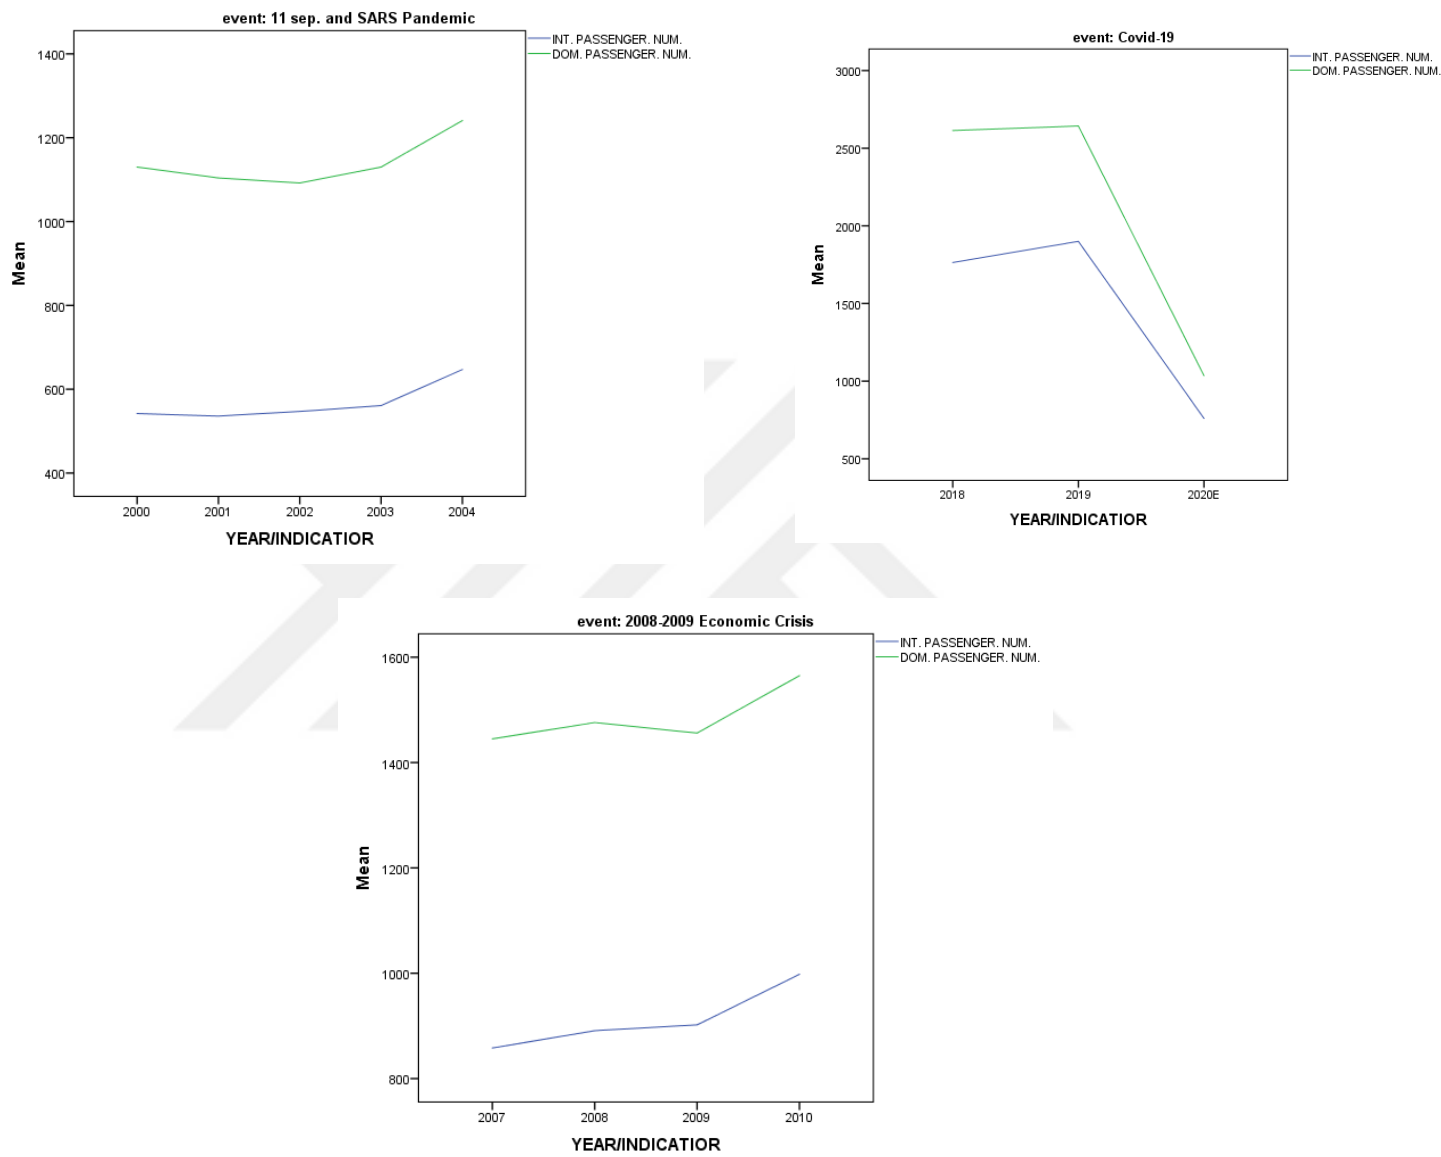 event: 11 sep. and SARS Pandemic
INT. PASSENGER. NUM.
DOM. PASSENGER. NUM.
1400
1200
1000
800
600
400
Mean
2000 2001 2002 2003 2004
YEAR/INDICATIOR
event: Covid-19
INT. PASSENGER. NUM.
DOM. PASSENGER. NUM.
3000
2500
2000
1500
1000
500
Mean
2018 2019 2020E
YEAR/INDICATIOR
event: 2008-2009 Economic Crisis
INT. PASSENGER. NUM.
DOM. PASSENGER. NUM.
1600
1400
1200
1000
800
Mean
2007 2008 2009 2010
YEAR/INDICATIOR